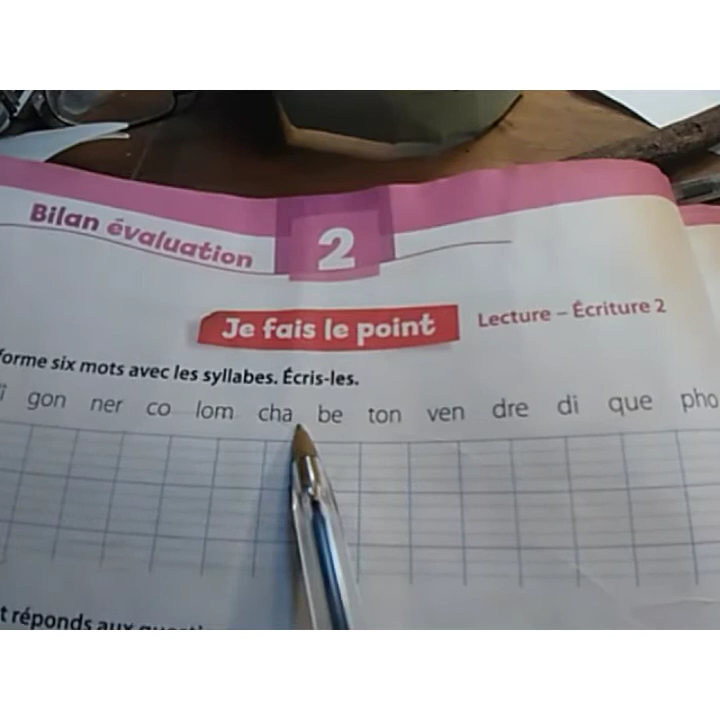 Bilan évaluation 2
Je fais le point
Lecture – Écriture 2
forme six mots avec les syllabes. Écris-les.
gon ner co lom cha be ton ven dre di que pho
t réponds aux